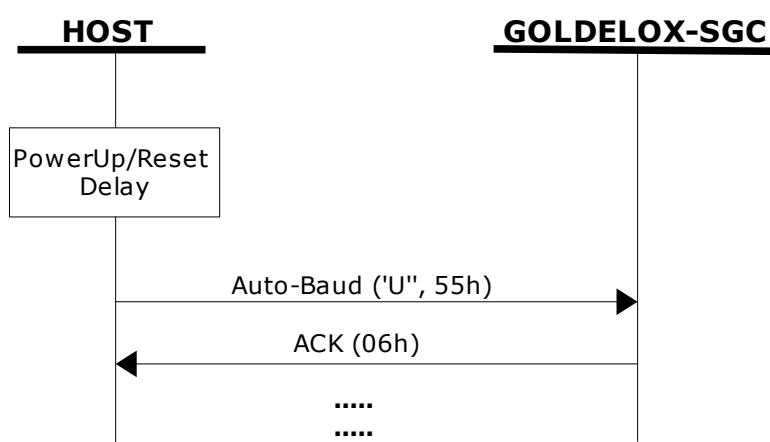 HOST
GOLDELOX-SGC
PowerUp/Reset
Delay
Auto-Baud ('U", 55h)
ACK (06h)
.....
.....